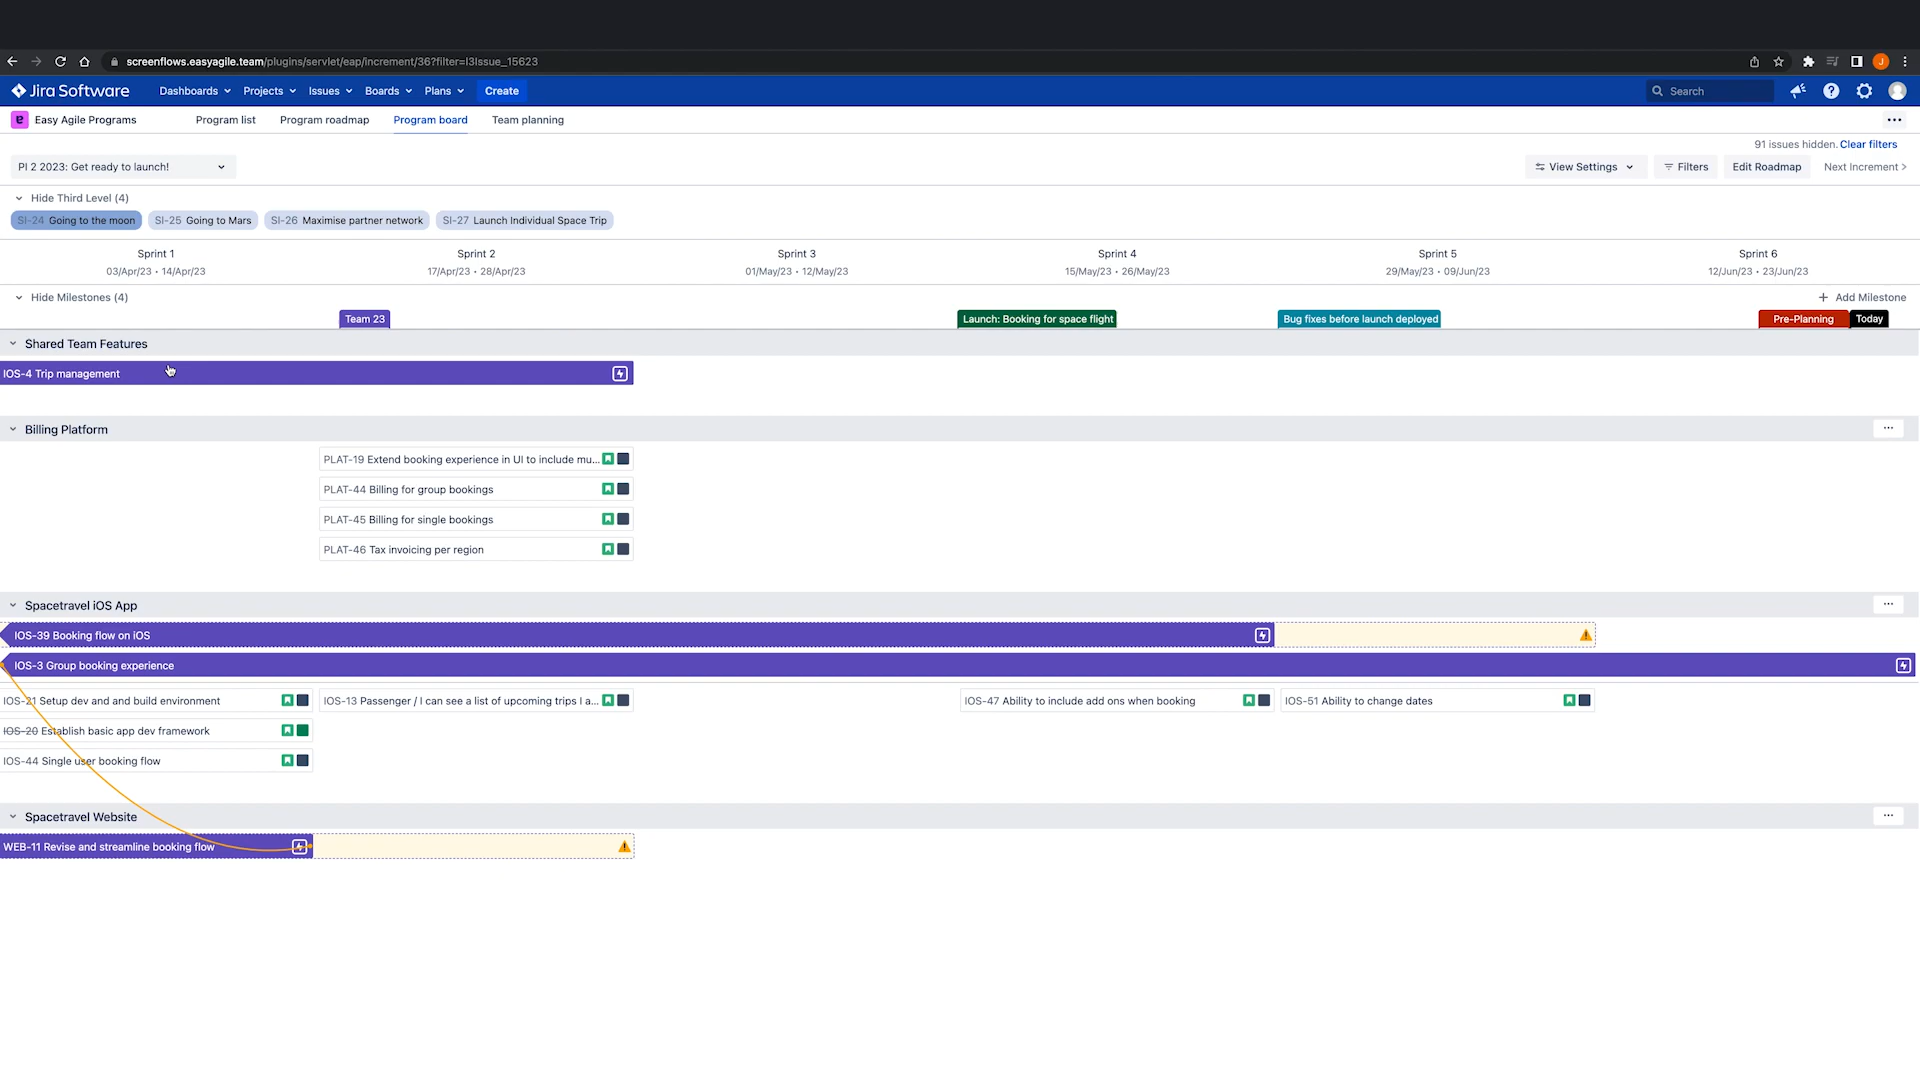 screenflows.easyagile.team/plugins/servlet/eap/increment/36?filter=l3Issue_15623
J
Jira Software Dashboards Projects Issues Boards Plans Create Search
e Easy Agile Programs Program list Program roadmap Program board Team planning
91 issues hidden. Clear filters
PI 2 2023: Get ready to launch! View Settings Filters Edit Roadmap Next Increment >
Hide Third Level (4)
SI-24 Going to the moon SI-25 Going to Mars SI-26 Maximise partner network SI-27 Launch Individual Space Trip
Sprint 1 Sprint 2 Sprint 3 Sprint 4 Sprint 5 Sprint 6
03/Apr/23 • 14/Apr/23 17/Apr/23 • 28/Apr/23 01/May/23 • 12/May/23 15/May/23 • 26/May/23 29/May/23 • 09/Jun/23 12/Jun/23 • 23/Jun/23
Hide Milestones (4) + Add Milestone
Team 23 Launch: Booking for space flight Bug fixes before launch deployed Pre-Planning Today
Shared Team Features
IOS-4 Trip management
Billing Platform
PLAT-19 Extend booking experience in UI to include mu...
PLAT-44 Billing for group bookings
PLAT-45 Billing for single bookings
PLAT-46 Tax invoicing per region
Spacetravel iOS App
IOS-39 Booking flow on iOS
IOS-3 Group booking experience
IOS-21 Setup dev and and build environment IOS-13 Passenger / I can see a list of upcoming trips I a... IOS-47 Ability to include add ons when booking IOS-51 Ability to change dates
IOS-20 Establish basic app dev framework
IOS-44 Single user booking flow
Spacetravel Website
WEB-11 Revise and streamline booking flow